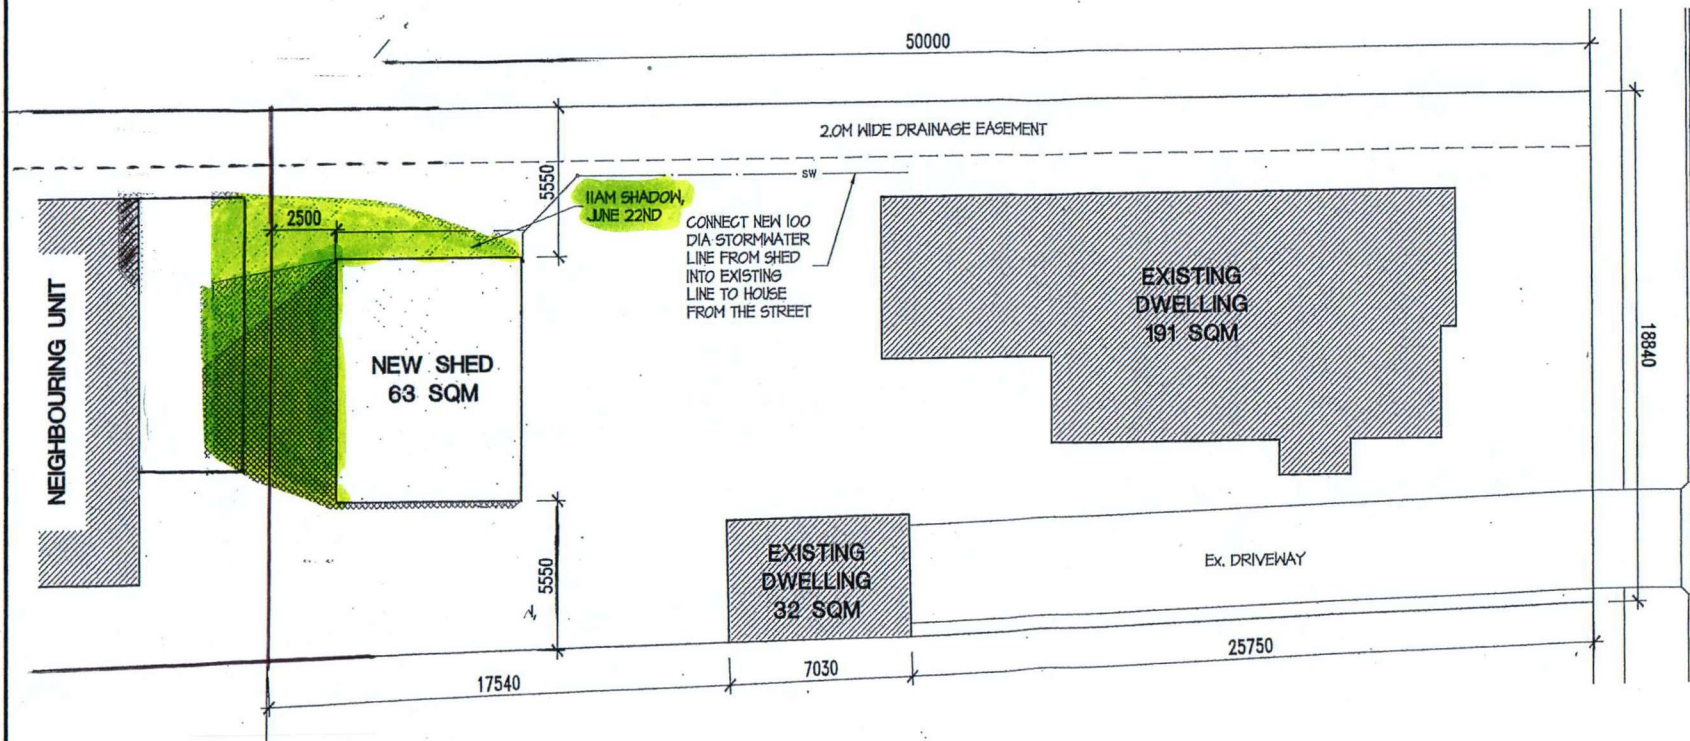 50000
2.0M WIDE DRAINAGE EASEMENT
5550
SW
11AM SHADOW,
JUNE 22ND
2500
CONNECT NEW 100
DIA STORMWATER
LINE FROM SHED
INTO EXISTING
LINE TO HOUSE
FROM THE STREET
EXISTING
DWELLING
191 SQM
18840
NEIGHBOURING UNIT
NEW SHED
63 SQM
5550
EXISTING
DWELLING
32 SQM
Ex. DRIVEWAY
17540
7030
25750